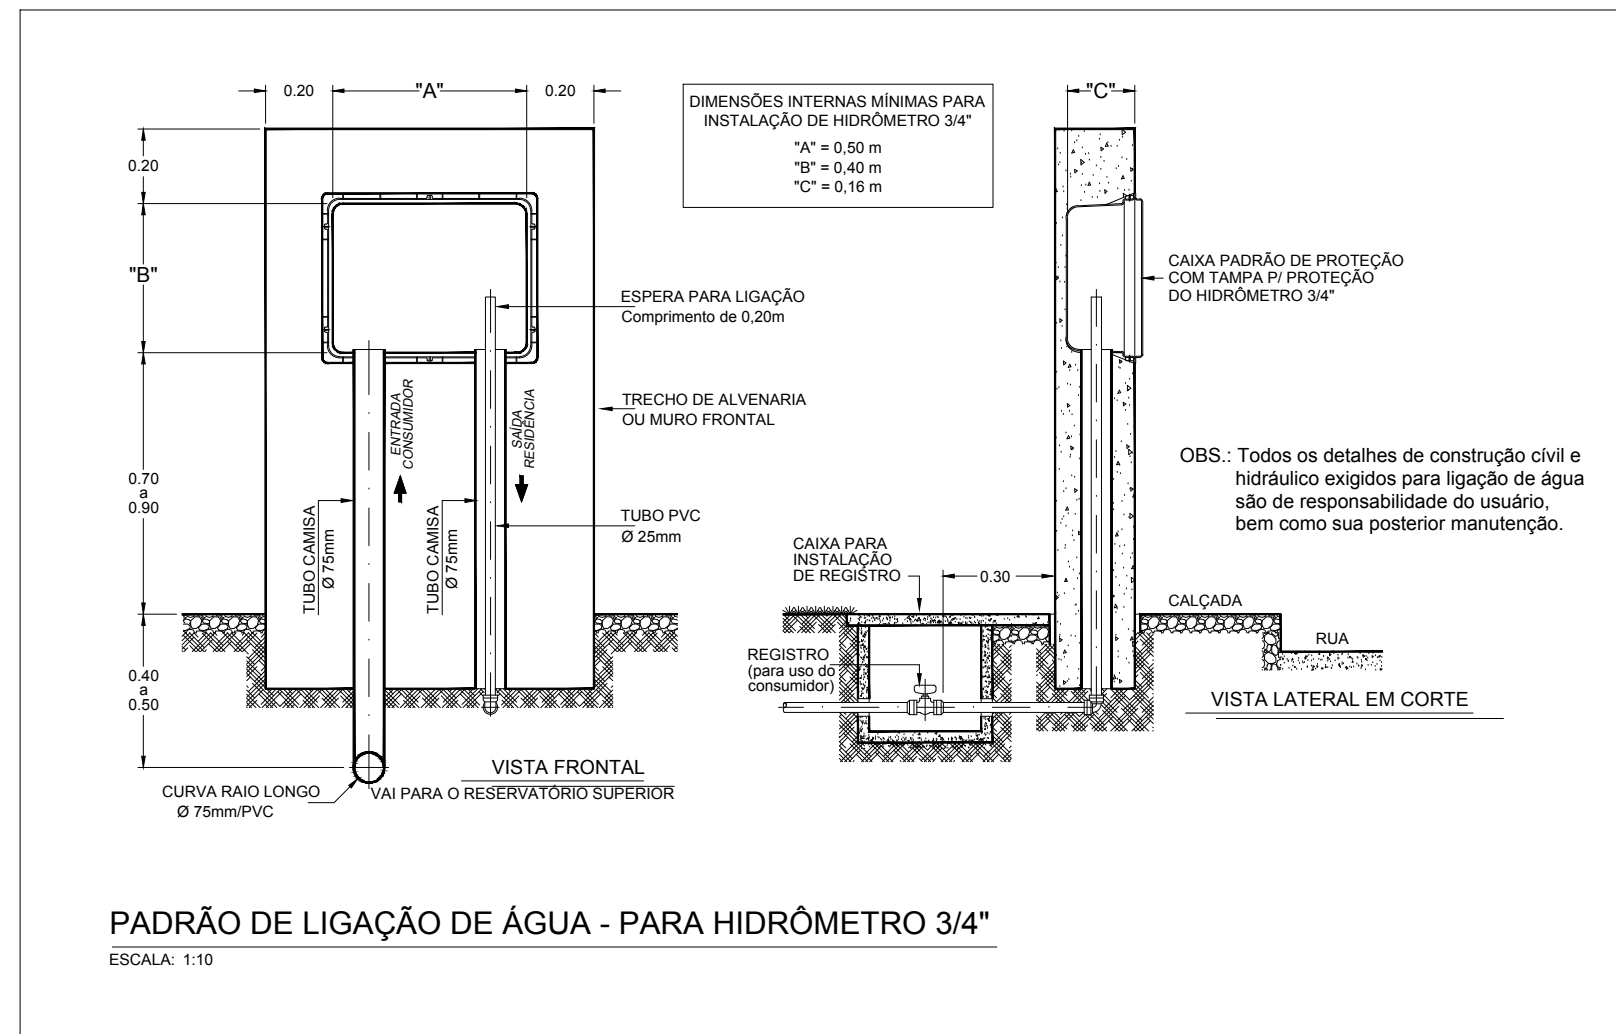 0.20
"A"
0.20
DIMENSÕES INTERNAS MÍNIMAS PARA
INSTALAÇÃO DE HIDRÔMETRO 3/4"
"A" = 0,50 m
"B" = 0,40 m
"C" = 0,16 m
"C"
0.20
"B"
ESPERA PARA LIGAÇÃO
Comprimento de 0,20m
CAIXA PADRÃO DE PROTEÇÃO
COM TAMPA P/ PROTEÇÃO
DO HIDRÔMETRO 3/4"
ENTRADA
CONSUMIDOR
SAÍDA
RESIDÊNCIA
TRECHO DE ALVENARIA
OU MURO FRONTAL
OBS.: Todos os detalhes de construção cívil e
hidráulico exigidos para ligação de água
são de responsabilidade do usuário,
bem como sua posterior manutenção.
0.70
a
0.90
TUBO CAMISA
Ø 75mm
TUBO CAMISA
Ø 75mm
TUBO PVC
Ø 25mm
CAIXA PARA
INSTALAÇÃO
DE REGISTRO
0.30
CALÇADA
RUA
REGISTRO
(para uso do
consumidor)
0.40
a
0.50
VISTA LATERAL EM CORTE
VISTA FRONTAL
CURVA RAIO LONGO
Ø 75mm/PVC
VAI PARA O RESERVATÓRIO SUPERIOR
PADRÃO DE LIGAÇÃO DE ÁGUA - PARA HIDRÔMETRO 3/4"
ESCALA: 1:10